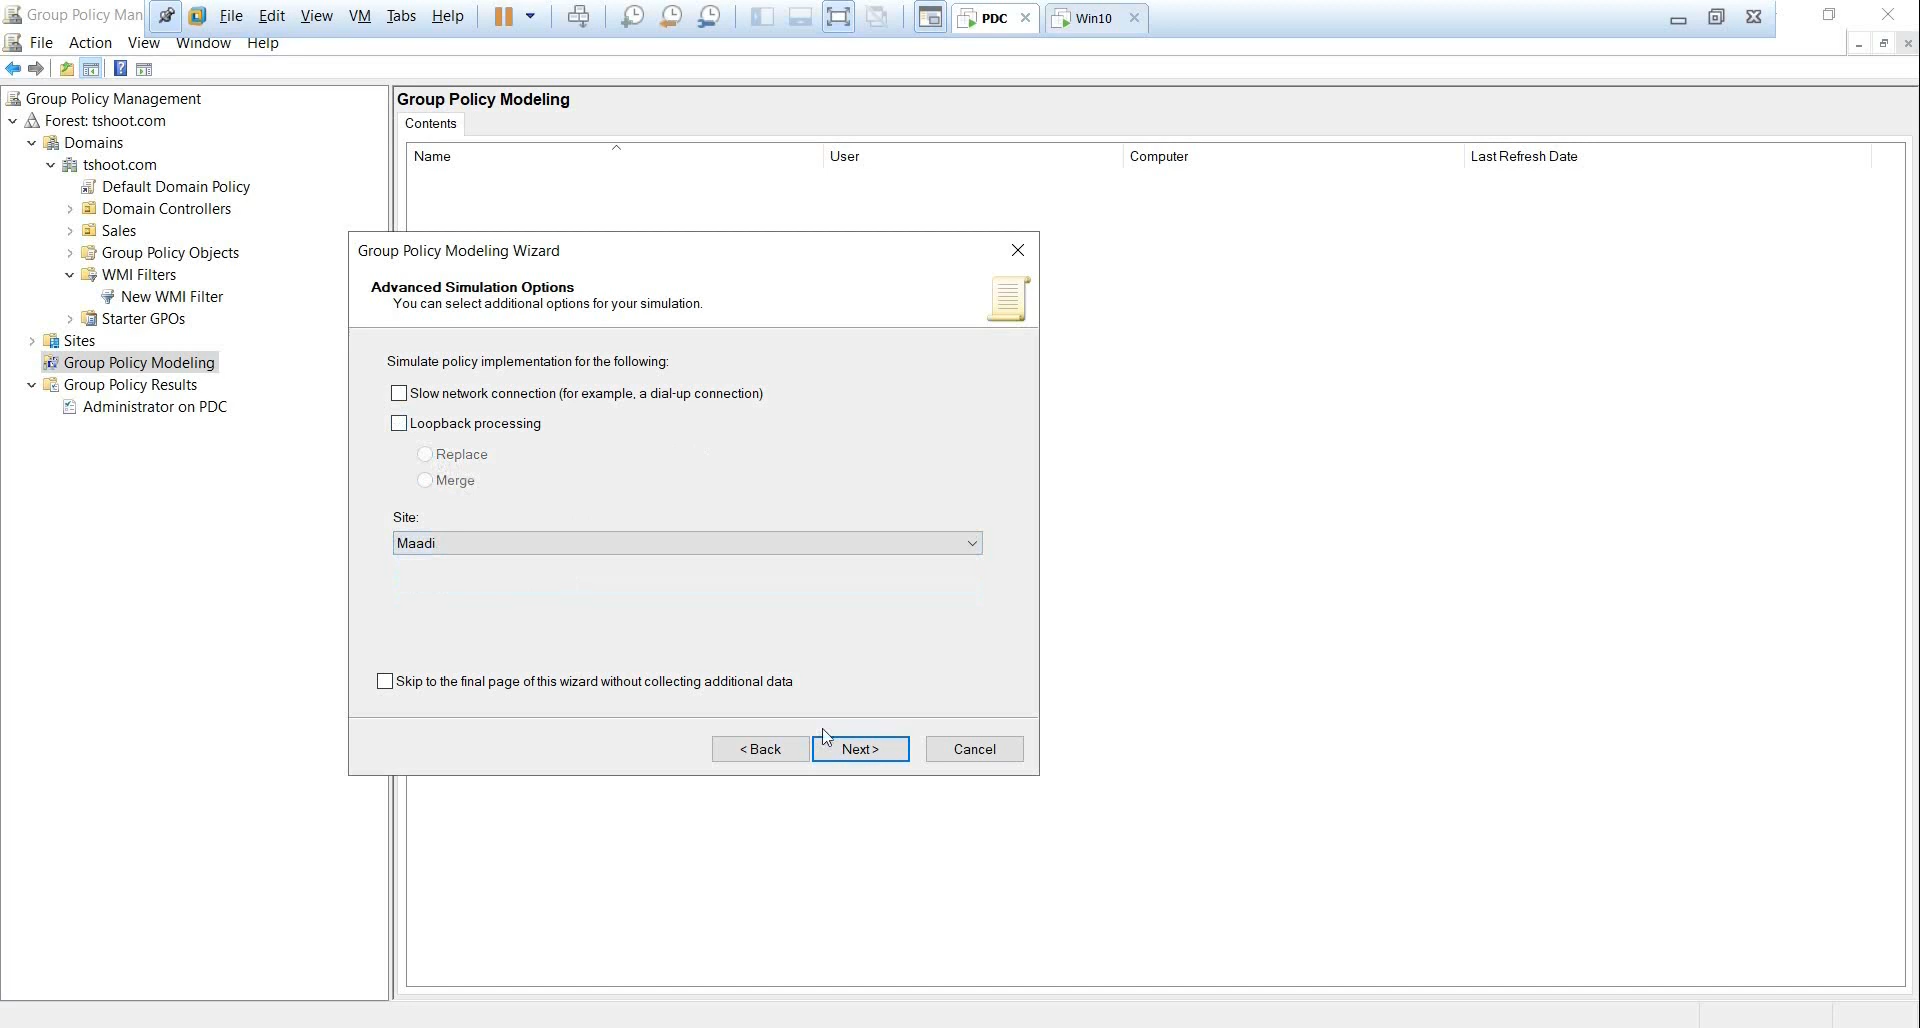 Group Policy Man
File Edit View VM Tabs Help
PDC
Win10
File Action View Window Help
Group Policy Management
Forest: tshoot.com
Domains
tshoot.com
Default Domain Policy
Domain Controllers
Sales
Group Policy Objects
WMI Filters
New WMI Filter
Starter GPOs
Sites
Group Policy Modeling
Group Policy Results
Administrator on PDC
Group Policy Modeling
Contents
Name User Computer Last Refresh Date
Group Policy Modeling Wizard
Advanced Simulation Options
You can select additional options for your simulation.
Simulate policy implementation for the following:
Slow network connection (for example, a dial-up connection)
Loopback processing
Replace
Merge
Site:
Maadi
Skip to the final page of this wizard without collecting additional data
< Back Next > Cancel